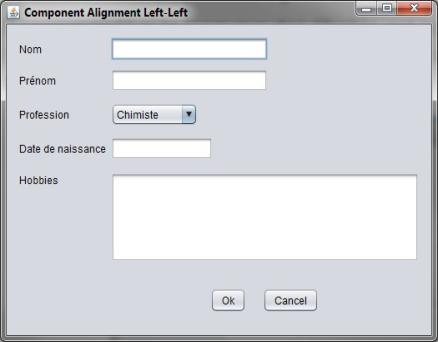 Component Alignment Left-Left
Nom
Prénom
Profession Chimiste
Date de naissance
Hobbies
Ok Cancel